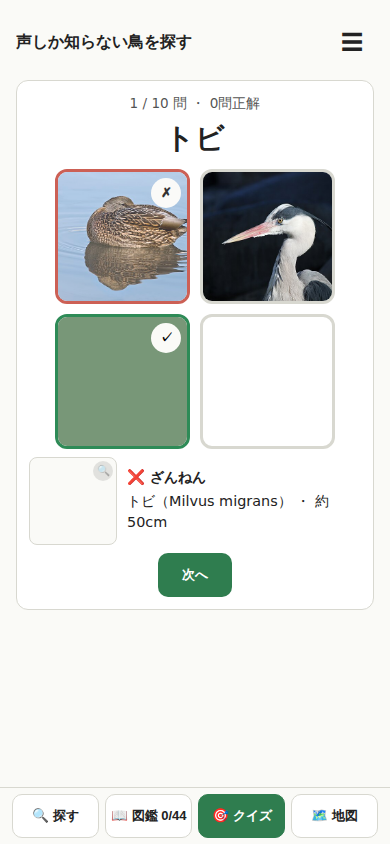 声しか知らない鳥を探す
1 / 10 問 · 0問正解
トビ
✗
✓
❌ ざんねん
トビ（Milvus migrans） · 約
50cm
次へ
🔍 探す
📖 図鑑 0/44
🎯 クイズ
🗺️ 地図